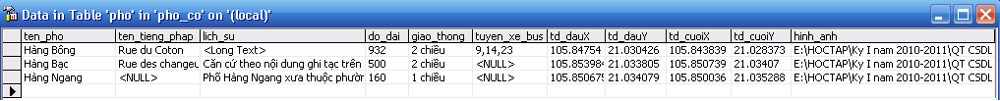 Data in Table 'pho' in 'pho_co' on '(local)'
ten_pho ten_tieng_phap lich_su do_dai giao_thong tuyen_xe_bus td_dauX td_dauY td_cuoiX td_cuoiY hinh_anh
Hàng Bông Rue du Coton <Long Text> 932 2 chiều 9,14,23 105.84754 21.030426 105.843839 21.028373 E:\HOCTAP\Ky I nam 2010-2011\QT CSDL
Hàng Bạc Rue des changeu Căn cứ theo nội dung ghi tạc trên 500 2 chiều <NULL> 105.853984 21.033805 105.850739 21.03407 E:\HOCTAP\Ky I nam 2010-2011\QT CSDL
Hàng Ngang <NULL> Phố Hàng Ngang xưa thuộc phườn 160 1 chiều <NULL> 105.850675 21.034079 105.850036 21.035288 E:\HOCTAP\Ky I nam 2010-2011\QT CSDL